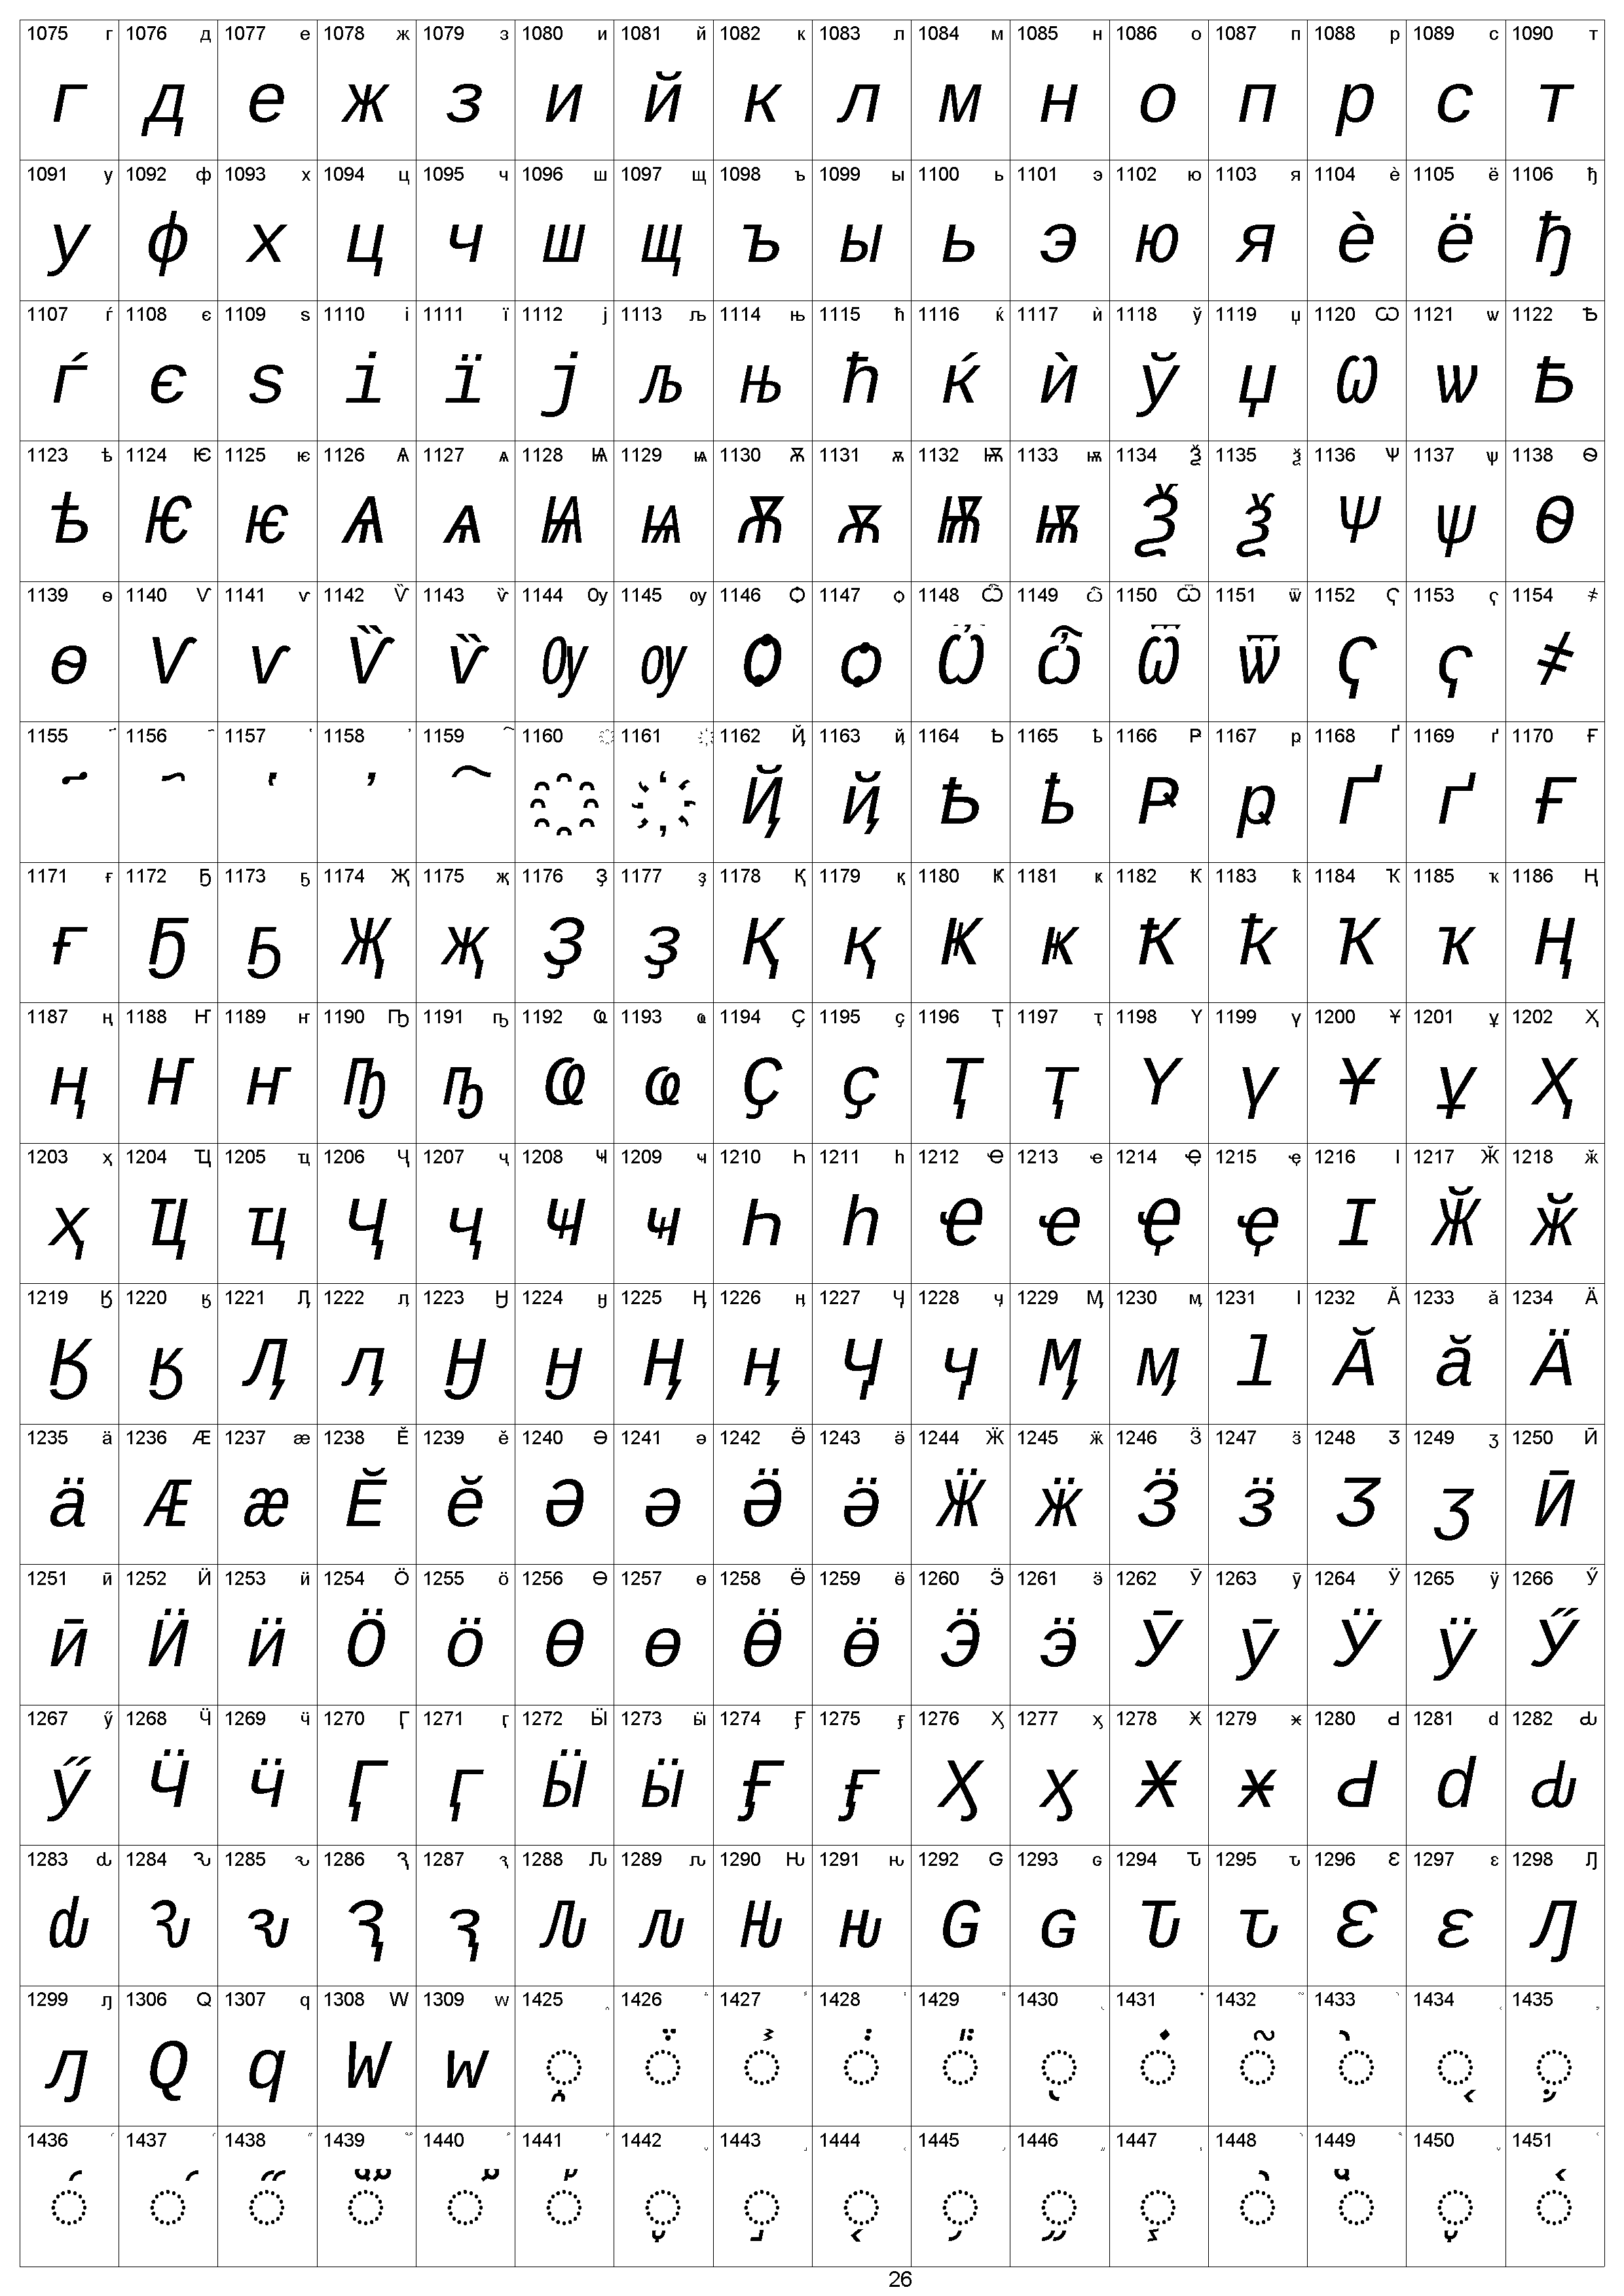 1075 г 1076 д 1077 е 1078 ж 1079 з 1080 и 1081 й 1082 к 1083 л 1084 м 1085 н 1086 о 1087 п 1088 р 1089 с 1090 т
г д е ж з и й к л м н о п р с т
1091 у 1092 ф 1093 х 1094 ц 1095 ч 1096 ш 1097 щ 1098 ъ 1099 ы 1100 ь 1101 э 1102 ю 1103 я 1104 ѐ 1105 ё 1106 ђ
у ф х ц ч ш щ ъ ы ь э ю я ѐ ё ђ
1107 ѓ 1108 є 1109 ѕ 1110 і 1111 ї 1112 ј 1113 љ 1114 њ 1115 ћ 1116 ќ 1117 ѝ 1118 ў 1119 џ 1120 Ѡ 1121 ѡ 1122 Ѣ
ѓ є ѕ і ї ј љ њ ћ ќ ѝ ў џ Ѡ ѡ Ѣ
1123 ѣ 1124 Ѥ 1125 ѥ 1126 Ѧ 1127 ѧ 1128 Ѩ 1129 ѩ 1130 Ѫ 1131 ѫ 1132 Ѭ 1133 ѭ 1134 Ѯ 1135 ѯ 1136 Ѱ 1137 ѱ 1138 Ѳ
ѣ Ѥ ѥ Ѧ ѧ Ѩ ѩ Ѫ ѫ Ѭ ѭ Ѯ ѯ Ѱ ѱ Ѳ
1139 ѳ 1140 Ѵ 1141 ѵ 1142 Ѷ 1143 ѷ 1144 Ѹ 1145 ѹ 1146 Ѻ 1147 ѻ 1148 Ѽ 1149 ѽ 1150 Ѿ 1151 ѿ 1152 Ҁ 1153 ҁ 1154 ҂
ѳ Ѵ ѵ Ѷ ѷ Ѹ ѹ Ѻ ѻ Ѽ ѽ Ѿ ѿ Ҁ ҁ ҂
1155 ҃ 1156 ҄ 1157 ҅ 1158 ҆ 1159 ҇ 1160 ҈ 1161 ҉ 1162 Ҋ 1163 ҋ 1164 Ҍ 1165 ҍ 1166 Ҏ 1167 ҏ 1168 Ґ 1169 ґ 1170 Ғ
҃ ҄ ҅ ҆ ҇ ҈ ҉ Ҋ ҋ Ҍ ҍ Ҏ ҏ Ґ ґ Ғ
1171 ғ 1172 Ҕ 1173 ҕ 1174 Җ 1175 җ 1176 Ҙ 1177 ҙ 1178 Қ 1179 қ 1180 Ҝ 1181 ҝ 1182 Ҟ 1183 ҟ 1184 Ҡ 1185 ҡ 1186 Ң
ғ Ҕ ҕ Җ җ Ҙ ҙ Қ қ Ҝ ҝ Ҟ ҟ Ҡ ҡ Ң
1187 ң 1188 Ҥ 1189 ҥ 1190 Ҧ 1191 ҧ 1192 Ҩ 1193 ҩ 1194 Ҫ 1195 ҫ 1196 Ҭ 1197 ҭ 1198 Ү 1199 ү 1200 Ұ 1201 ұ 1202 Ҳ
ң Ҥ ҥ Ҧ ҧ Ҩ ҩ Ҫ ҫ Ҭ ҭ Ү ү Ұ ұ Ҳ
1203 ҳ 1204 Ҵ 1205 ҵ 1206 Ҷ 1207 ҷ 1208 Ҹ 1209 ҹ 1210 Һ 1211 һ 1212 Ҽ 1213 ҽ 1214 Ҿ 1215 ҿ 1216 Ӏ 1217 Ӂ 1218 ӂ
ҳ Ҵ ҵ Ҷ ҷ Ҹ ҹ Һ һ Ҽ ҽ Ҿ ҿ Ӏ Ӂ ӂ
1219 Ӄ 1220 ӄ 1221 Ӆ 1222 ӆ 1223 Ӈ 1224 ӈ 1225 Ӊ 1226 ӊ 1227 Ӌ 1228 ӌ 1229 Ӎ 1230 ӎ 1231 ӏ 1232 Ӑ 1233 ӑ 1234 Ӓ
Ӄ ӄ Ӆ ӆ Ӈ ӈ Ӊ ӊ Ӌ ӌ Ӎ ӎ ӏ Ӑ ӑ Ӓ
1235 ӓ 1236 Ӕ 1237 ӕ 1238 Ӗ 1239 ӗ 1240 Ә 1241 ә 1242 Ӛ 1243 ӛ 1244 Ӝ 1245 ӝ 1246 Ӟ 1247 ӟ 1248 Ӡ 1249 ӡ 1250 Ӣ
ӓ Ӕ ӕ Ӗ ӗ Ә ә Ӛ ӛ Ӝ ӝ Ӟ ӟ Ӡ ӡ Ӣ
1251 ӣ 1252 Ӥ 1253 ӥ 1254 Ӧ 1255 ӧ 1256 Ө 1257 ө 1258 Ӫ 1259 ӫ 1260 Ӭ 1261 ӭ 1262 Ӯ 1263 ӯ 1264 Ӱ 1265 ӱ 1266 Ӳ
ӣ Ӥ ӥ Ӧ ӧ Ө ө Ӫ ӫ Ӭ ӭ Ӯ ӯ Ӱ ӱ Ӳ
1267 ӳ 1268 Ӵ 1269 ӵ 1270 Ӷ 1271 ӷ 1272 Ӹ 1273 ӹ 1274 Ӻ 1275 ӻ 1276 Ӽ 1277 ӽ 1278 Ӿ 1279 ӿ 1280 Ԁ 1281 ԁ 1282 Ԃ
ӳ Ӵ ӵ Ӷ ӷ Ӹ ӹ Ӻ ӻ Ӽ ӽ Ӿ ӿ Ԁ ԁ Ԃ
1283 ԃ 1284 Ԅ 1285 ԅ 1286 Ԇ 1287 ԇ 1288 Ԉ 1289 ԉ 1290 Ԋ 1291 ԋ 1292 Ԍ 1293 ԍ 1294 Ԏ 1295 ԏ 1296 Ԑ 1297 ԑ 1298 Ԓ
ԃ Ԅ ԅ Ԇ ԇ Ԉ ԉ Ԋ ԋ Ԍ ԍ Ԏ ԏ Ԑ ԑ Ԓ
1299 ԓ 1306 Ԛ 1307 ԛ 1308 Ԝ 1309 ԝ 1425 ֑ 1426 ֒ 1427 ֓ 1428 ֔ 1429 ֕ 1430 ֖ 1431 ֗ 1432 ֘ 1433 ֙ 1434 ֚ 1435 ֛
ԓ Ԛ ԛ Ԝ ԝ ◌֑ ◌֒ ◌֓ ◌֔ ◌֕ ◌֖ ◌֗ ◌֘ ◌֙ ◌֚ ◌֛
1436 ֜ 1437 ֝ 1438 ֞ 1439 ֟ 1440 ֠ 1441 ֡ 1442 ֢ 1443 ֣ 1444 ֤ 1445 ֥ 1446 ֦ 1447 ֧ 1448 ֨ 1449 ֩ 1450 ֪ 1451 ֫
◌֜ ◌֝ ◌֞ ◌֟ ◌֠ ◌֡ ◌֢ ◌֣ ◌֤ ◌֥ ◌֦ ◌֧ ◌֨ ◌֩ ◌֪ ◌֫
26